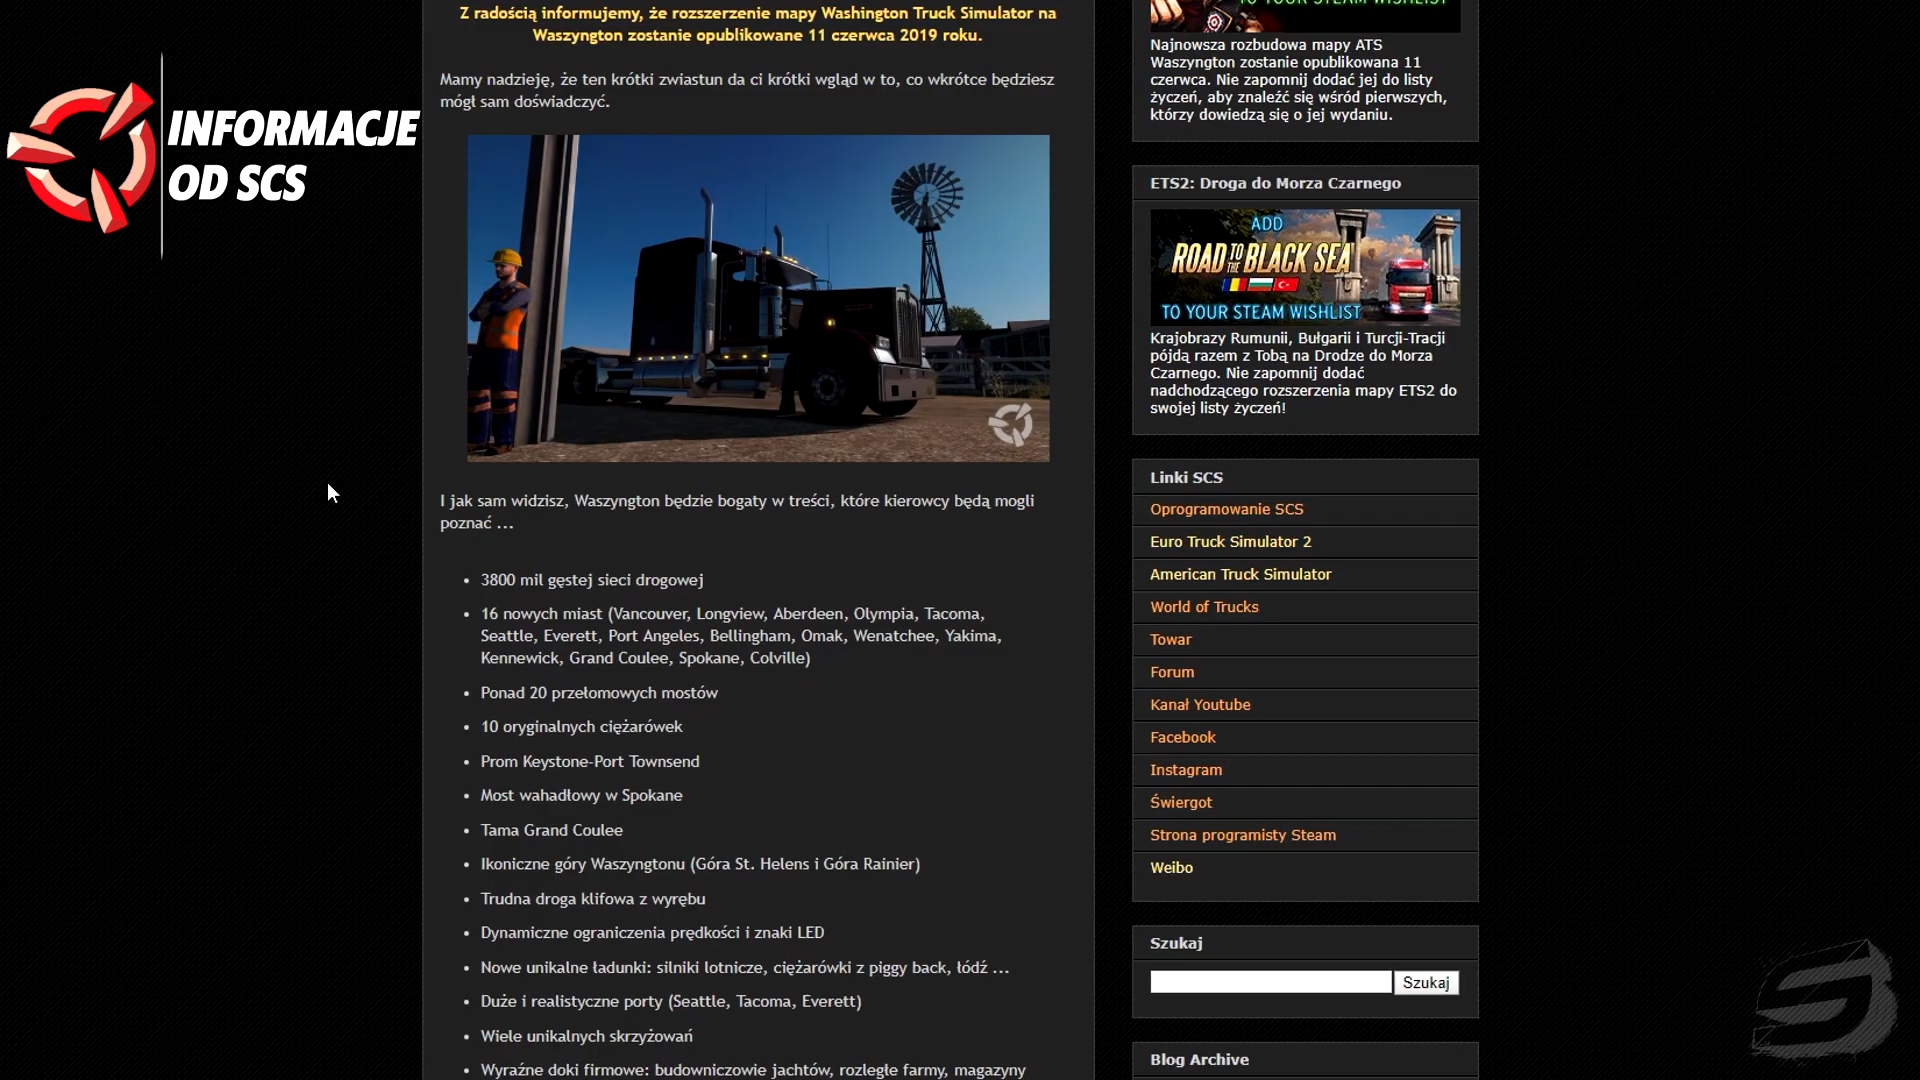 INFORMACJE
OD SCS
Z radością informujemy, że rozszerzenie mapy Washington Truck Simulator na
Waszyngton zostanie opublikowane 11 czerwca 2019 roku.
Mamy nadzieję, że ten krótki zwiastun da ci krótki wgląd w to, co wkrótce będziesz
mógł sam doświadczyć.
I jak sam widzisz, Waszyngton będzie bogaty w treści, które kierowcy będą mogli
poznać ...
• 3800 mil gęstej sieci drogowej
• 16 nowych miast (Vancouver, Longview, Aberdeen, Olympia, Tacoma,
Seattle, Everett, Port Angeles, Bellingham, Omak, Wenatchee, Yakima,
Kennewick, Grand Coulee, Spokane, Colville)
• Ponad 20 przełomowych mostów
• 10 oryginalnych ciężarówek
• Prom Keystone-Port Townsend
• Most wahadłowy w Spokane
• Tama Grand Coulee
• Ikoniczne góry Waszyngtonu (Góra St. Helens i Góra Rainier)
• Trudna droga klifowa z wyrębu
• Dynamiczne ograniczenia prędkości i znaki LED
• Nowe unikalne ładunki: silniki lotnicze, ciężarówki z piggy back, łódź ...
• Duże i realistyczne porty (Seattle, Tacoma, Everett)
• Wiele unikalnych skrzyżowań
• Wyraźne doki firmowe: budowniczowie jachtów, rozległe farmy, magazyny
TO YOUR STEAM WISHLIST
Najnowsza rozbudowa mapy ATS
Waszyngton zostanie opublikowana 11
czerwca. Nie zapomnij dodać jej do listy
życzeń, aby znaleźć się wśród pierwszych,
którzy dowiedzą się o jej wydaniu.
ETS2: Droga do Morza Czarnego
ADD
ROAD TO THE BLACK SEA
TO YOUR STEAM WISHLIST
Krajobrazy Rumunii, Bułgarii i Turcji-Tracji
pójdą razem z Tobą na Drodze do Morza
Czarnego. Nie zapomnij dodać
nadchodzącego rozszerzenia mapy ETS2 do
swojej listy życzeń!
Linki SCS
Oprogramowanie SCS
Euro Truck Simulator 2
American Truck Simulator
World of Trucks
Towar
Forum
Kanał Youtube
Facebook
Instagram
Świergot
Strona programisty Steam
Weibo
Szukaj
Szukaj
Blog Archive